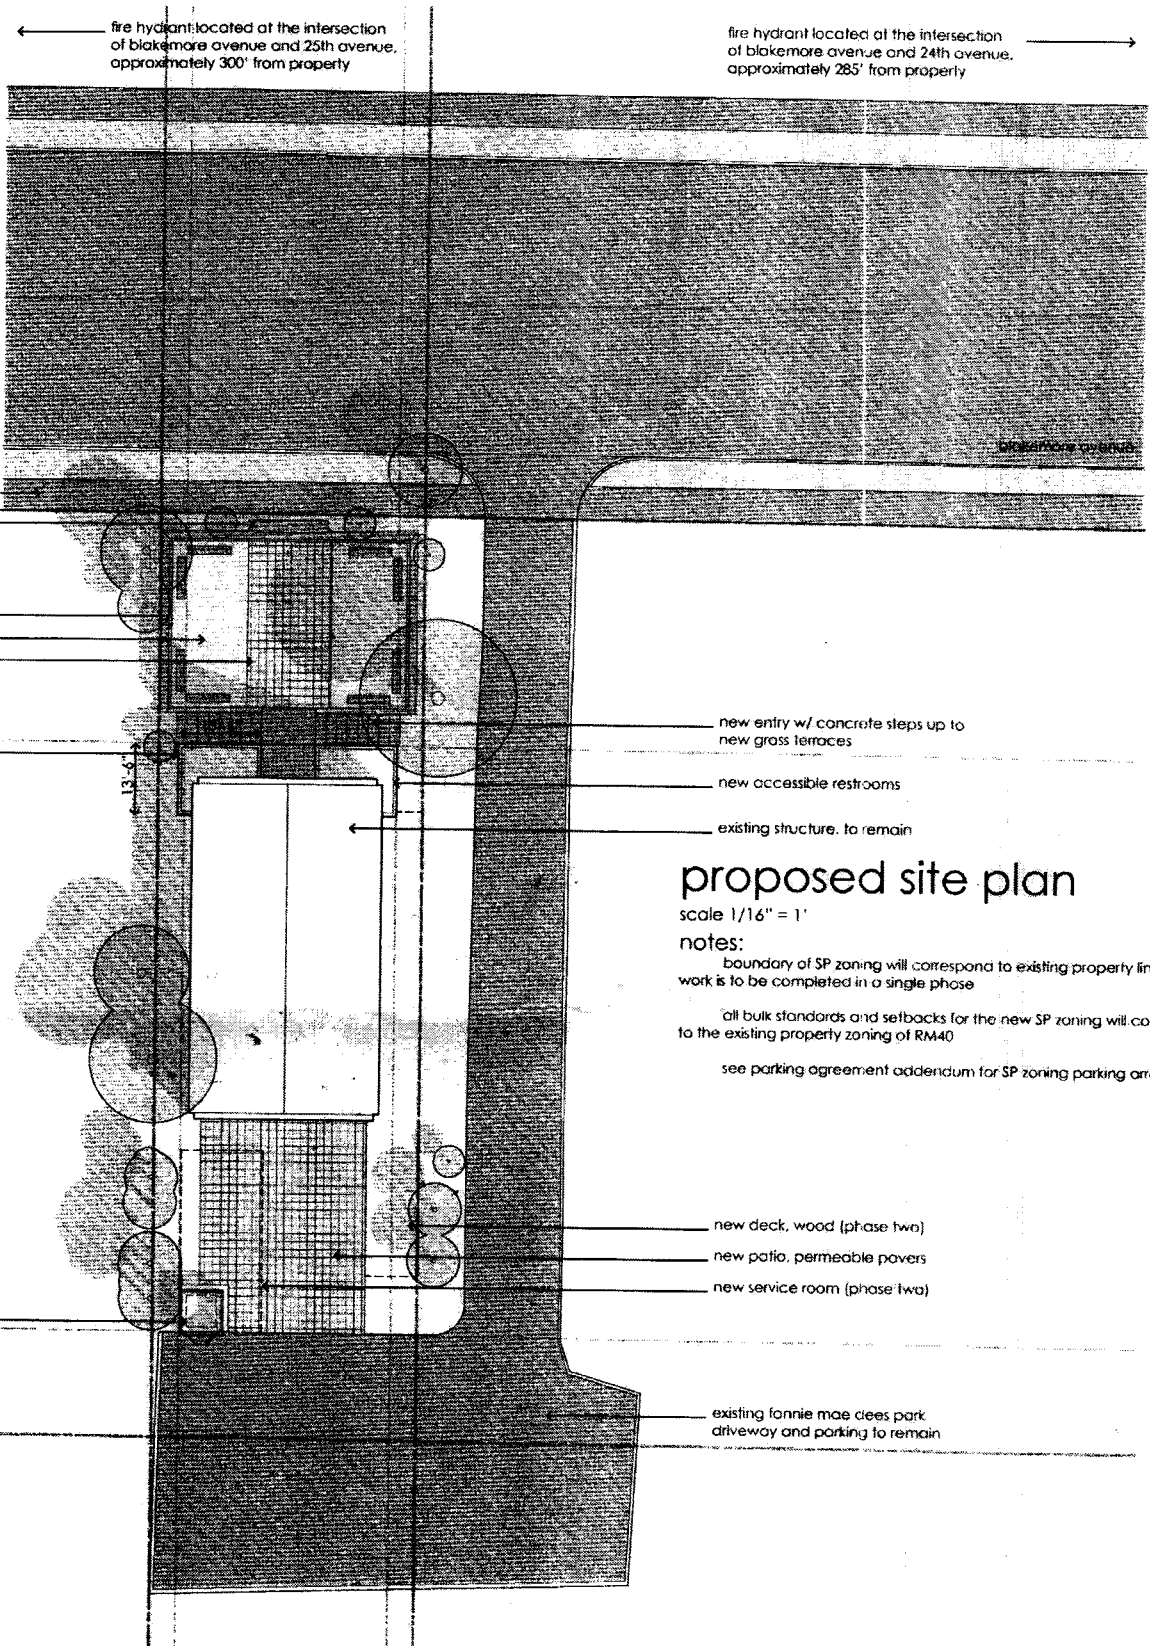 fire hydrant located at the intersection
of blakemore avenue and 25th avenue,
approximately 300' from property
fire hydrant located at the intersection
of blakemore avenue and 24th avenue,
approximately 285' from property
blakemore avenue
new entry w/ concrete steps up to
new grass terraces
13'-6"
new accessible restrooms
existing structure, to remain
proposed site plan
scale 1/16" = 1'
notes:
boundary of SP zoning will correspond to existing property lin
work is to be completed in a single phase
all bulk standards and setbacks for the new SP zoning will co
to the existing property zoning of RM40
see parking agreement addendum for SP zoning parking arr
new deck, wood (phase two)
new patio, permeable pavers
new service room (phase two)
existing fannie mae dees park
driveway and parking to remain